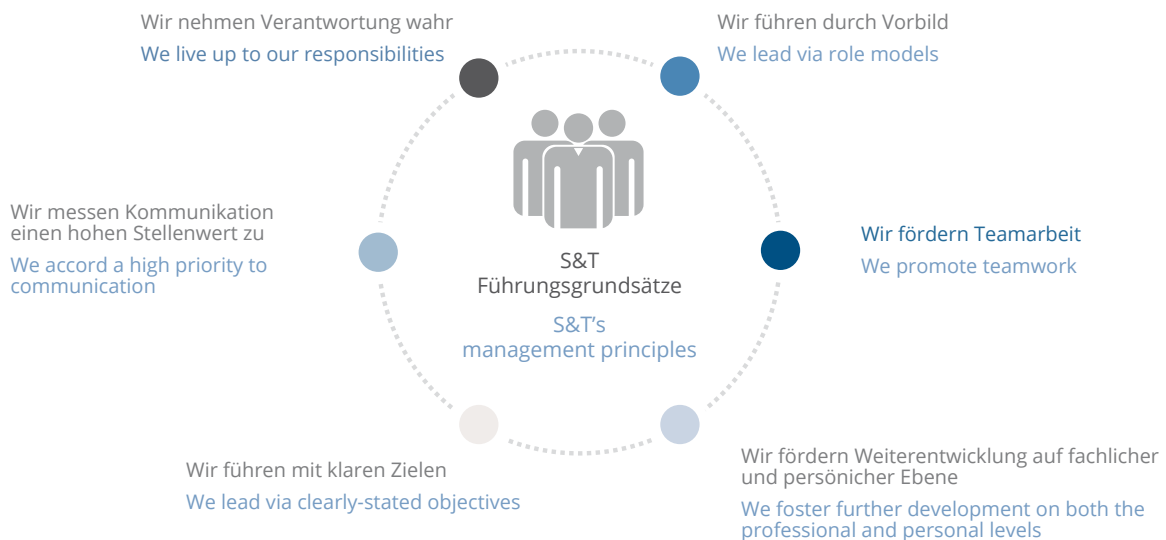 Wir nehmen Verantwortung wahr
We live up to our responsibilities
Wir führen durch Vorbild
We lead via role models
Wir messen Kommunikation
einen hohen Stellenwert zu
We accord a high priority to
communication
S&T
Führungsgrundsätze
S&T's
management principles
Wir fördern Teamarbeit
We promote teamwork
Wir führen mit klaren Zielen
We lead via clearly-stated objectives
Wir fördern Weiterentwicklung auf fachlicher
und persönicher Ebene
We foster further development on both the
professional and personal levels